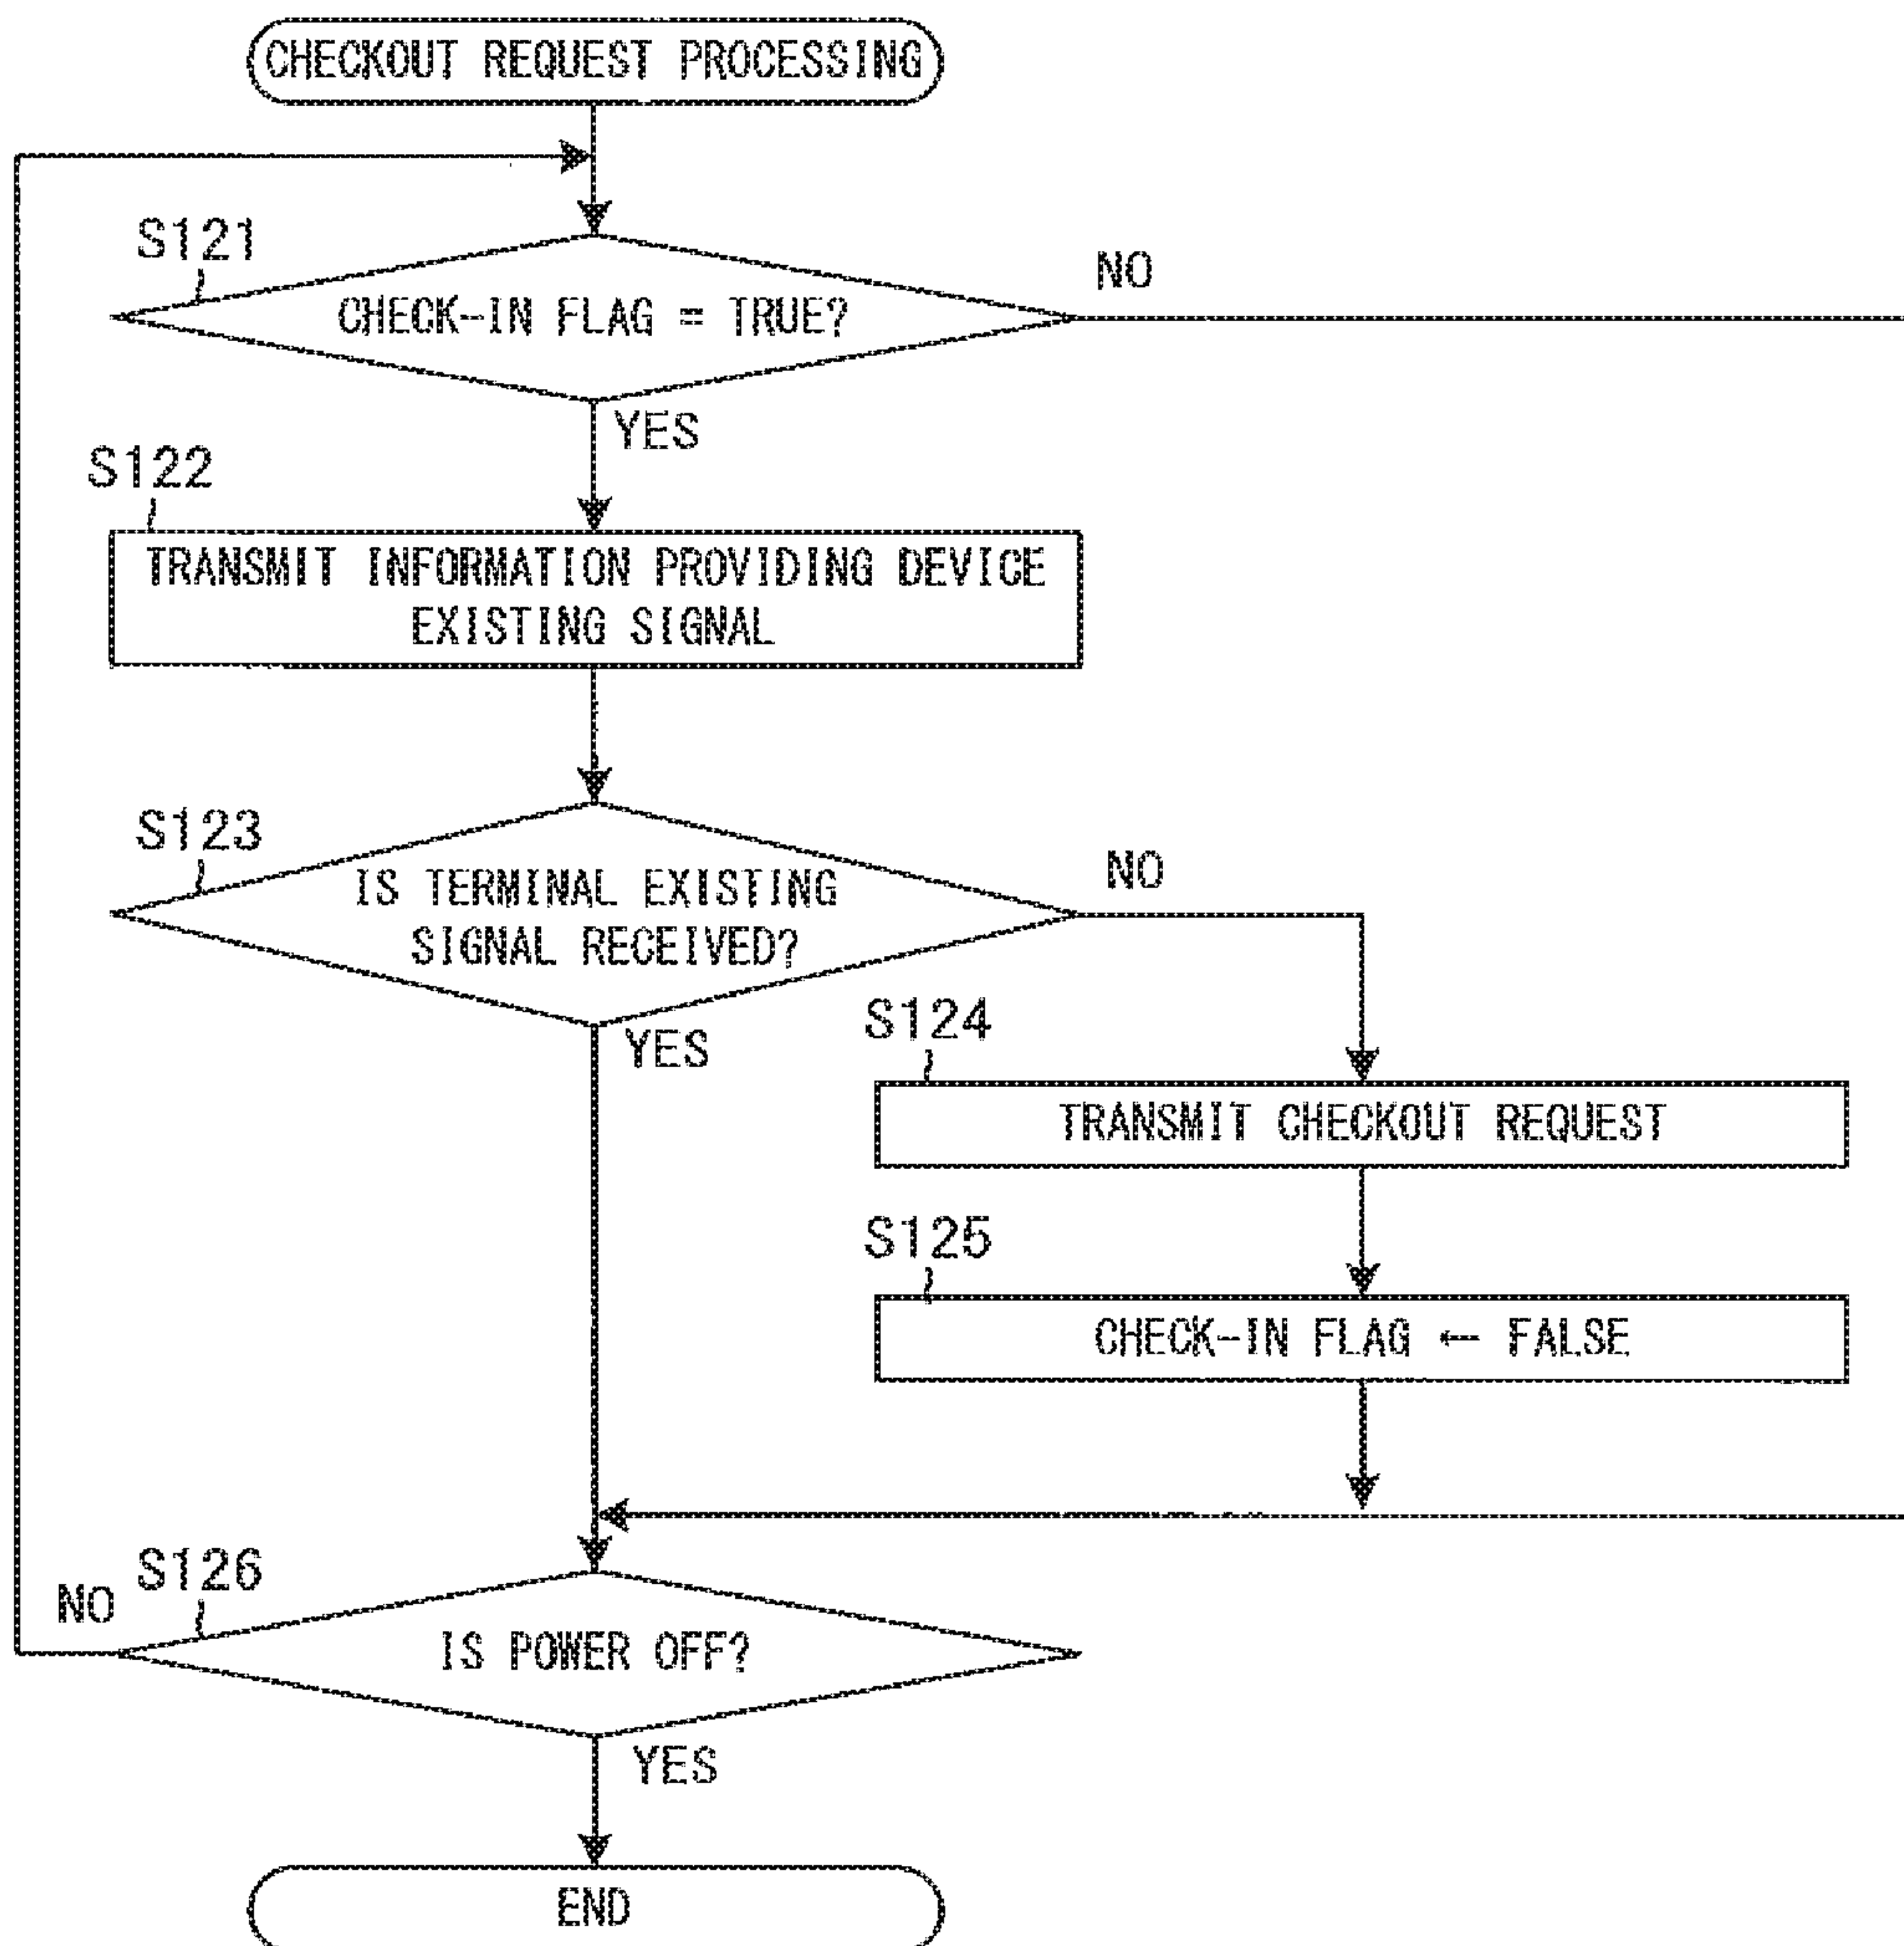 CHECKOUT REQUEST PROCESSING
S121
NO
CHECK-IN FLAG = TRUE?
YES
S122
TRANSMIT INFORMATION PROVIDING DEVICE
EXISTING SIGNAL
S123
NO
IS TERMINAL EXISTING
SIGNAL RECEIVED?
YES
S124
TRANSMIT CHECKOUT REQUEST
S125
CHECK-IN FLAG ← FALSE
S126
NO
IS POWER OFF?
YES
END